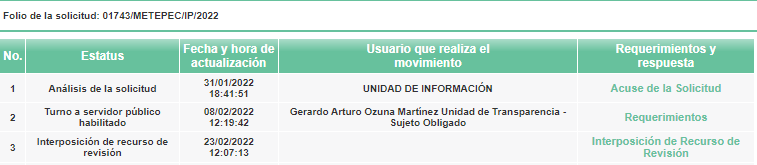 Folio de la solicitud: 01743/METEPEC/IP/2022
No. Estatus Fecha y hora de actualización Usuario que realiza el movimiento Requerimientos y respuesta
1 Análisis de la solicitud 31/01/2022 18:41:51 UNIDAD DE INFORMACIÓN Acuse de la Solicitud
2 Turno a servidor público habilitado 08/02/2022 12:19:42 Gerardo Arturo Ozuna Martínez Unidad de Transparencia - Sujeto Obligado Requerimientos
3 Interposición de recurso de revisión 23/02/2022 12:07:13 Interposición de Recurso de Revisión